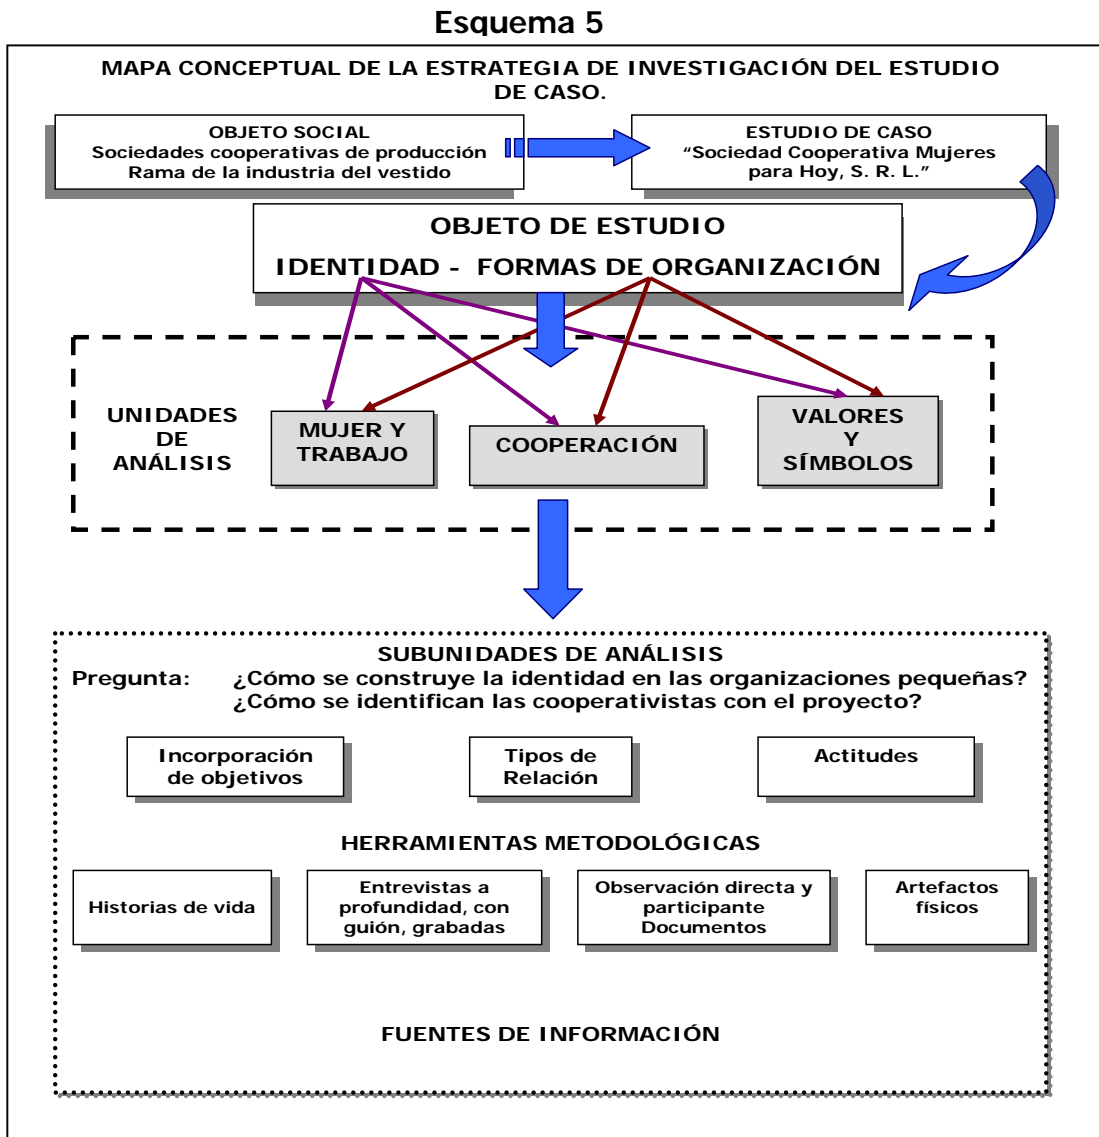 Esquema 5
MAPA CONCEPTUAL DE LA ESTRATEGIA DE INVESTIGACIÓN DEL ESTUDIO
DE CASO.
OBJETO SOCIAL
Sociedades cooperativas de producción
Rama de la industria del vestido
ESTUDIO DE CASO
“Sociedad Cooperativa Mujeres
para Hoy, S. R. L.”
OBJETO DE ESTUDIO
IDENTIDAD - FORMAS DE ORGANIZACIÓN
UNIDADES
DE
ANÁLISIS
MUJER Y
TRABAJO
COOPERACIÓN
VALORES
Y
SÍMBOLOS
SUBUNIDADES DE ANÁLISIS
Pregunta: ¿Cómo se construye la identidad en las organizaciones pequeñas?
¿Cómo se identifican las cooperativistas con el proyecto?
Incorporación
de objetivos
Tipos de
Relación
Actitudes
HERRAMIENTAS METODOLÓGICAS
Historias de vida
Entrevistas a
profundidad, con
guión, grabadas
Observación directa y
participante
Documentos
Artefactos
físicos
FUENTES DE INFORMACIÓN